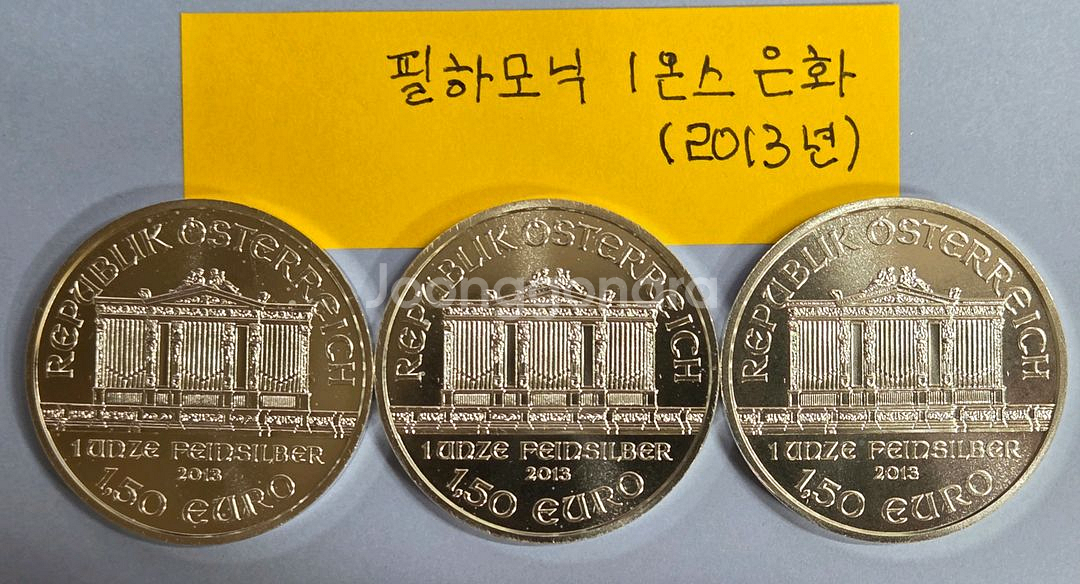 필하모닉 1온스 은화
(2013년)
Joonggonara
REPUBLIK ÖSTERREICH
1 UNZE FEINSILBER
2013
1,50 EURO
REPUBLIK ÖSTERREICH
1 UNZE FEINSILBER
2013
1,50 EURO
REPUBLIK ÖSTERREICH
1 UNZE FEINSILBER
2013
1,50 EURO